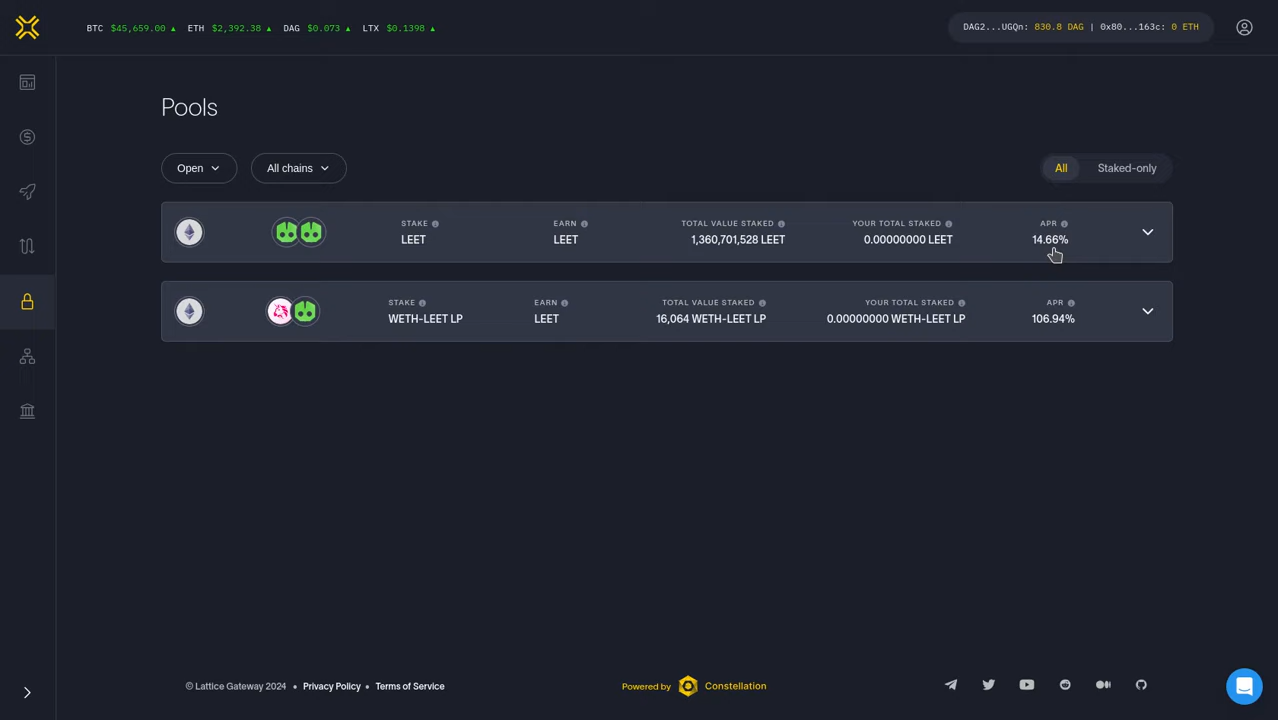 BTC $45,659.00 ▲ ETH $2,392.38 ▲ DAG $0.073 ▲ LTX $0.1398 ▲ DAG2...UGQn: 830.8 DAG | 0x80...163c: 0 ETH
Pools
Open All chains All Staked-only
STAKE EARN TOTAL VALUE STAKED YOUR TOTAL STAKED APR
LEET LEET 1,360,701,528 LEET 0.00000000 LEET 14.66%
STAKE EARN TOTAL VALUE STAKED YOUR TOTAL STAKED APR
WETH-LEET LP LEET 16,064 WETH-LEET LP 0.00000000 WETH-LEET LP 106.94%
© Lattice Gateway 2024 • Privacy Policy • Terms of Service Powered by Constellation